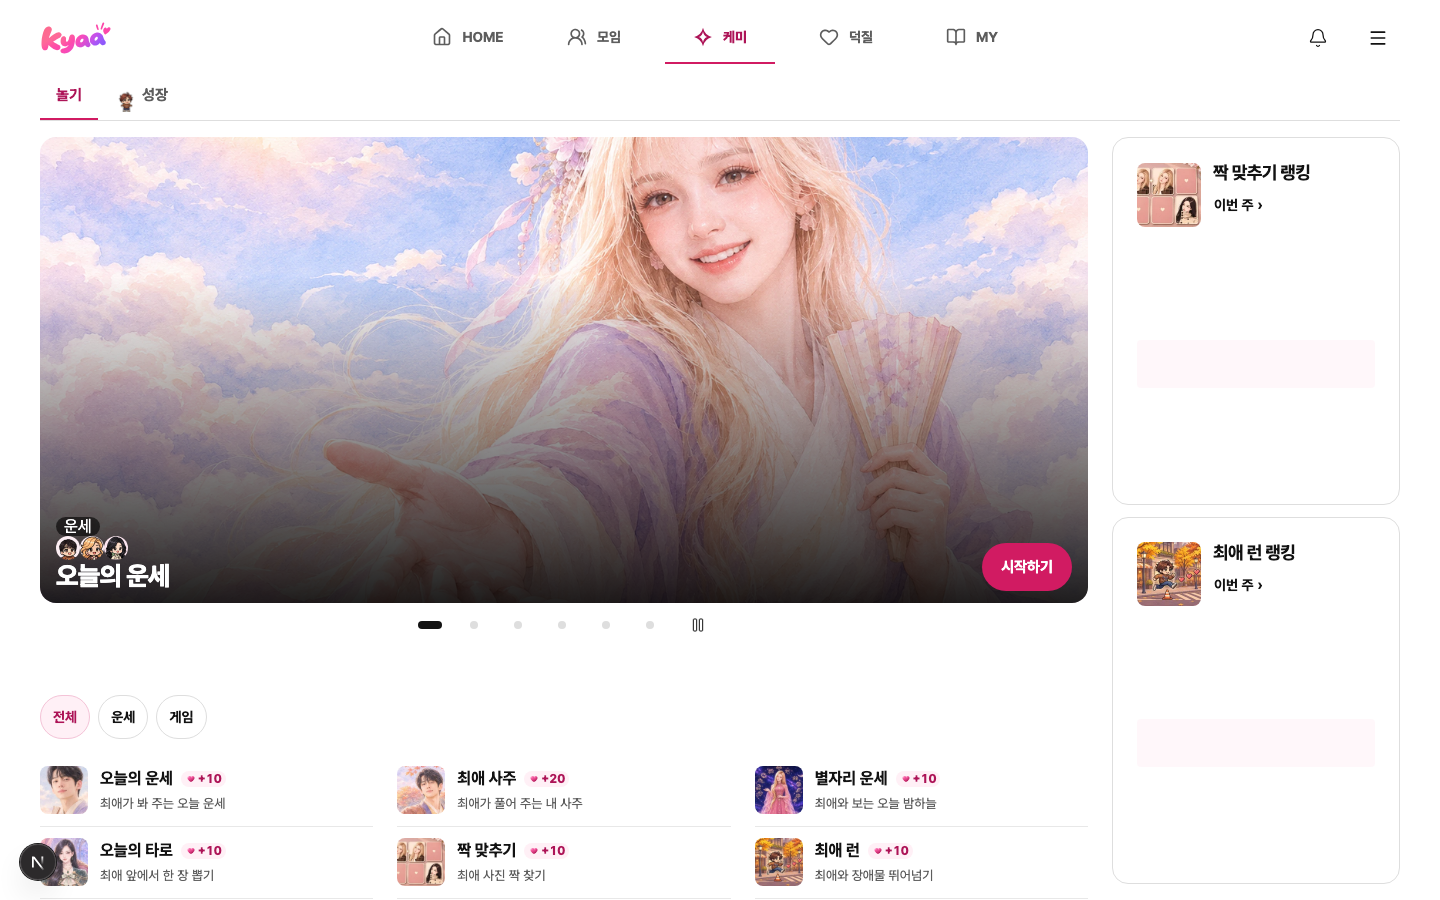 kyaa
HOME
모임
케미
덕질
MY
놀기
성장
운세
오늘의 운세
시작하기
짝 맞추기 랭킹
이번 주 ›
최애 런 랭킹
이번 주 ›
전체
운세
게임
오늘의 운세 +10
최애가 봐 주는 오늘 운세
최애 사주 +20
최애가 풀어 주는 내 사주
별자리 운세 +10
최애와 보는 오늘 밤하늘
오늘의 타로 +10
최애 앞에서 한 장 뽑기
짝 맞추기 +10
최애 사진 짝 찾기
최애 런 +10
최애와 장애물 뛰어넘기
N